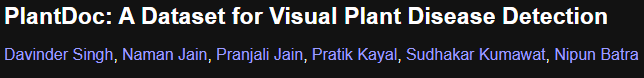 PlantDoc: A Dataset for Visual Plant Disease Detection
Davinder Singh, Naman Jain, Pranjali Jain, Pratik Kayal, Sudhakar Kumawat, Nipun Batra